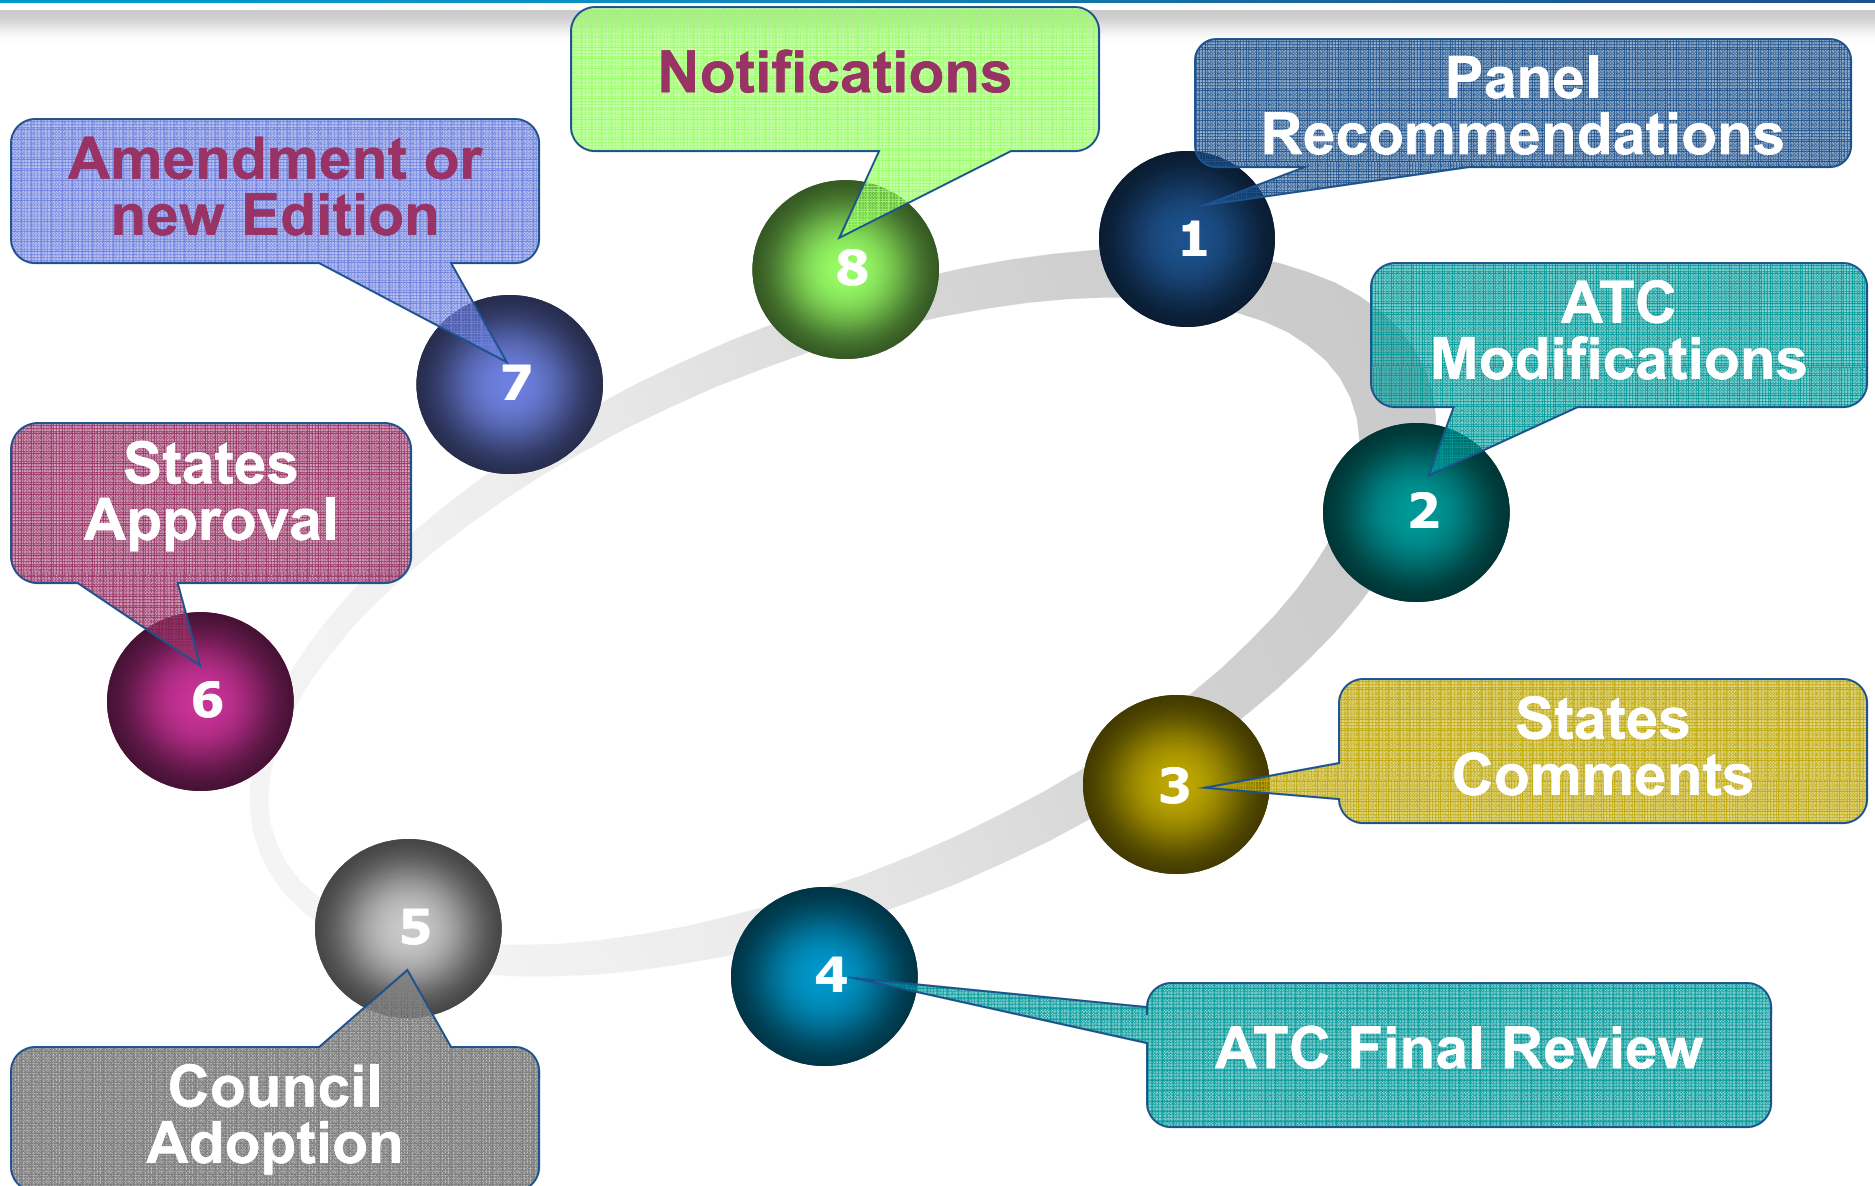 Notifications
8
Panel
Recommendations
1
ATC
Modifications
2
States
Comments
3
ATC Final Review
4
Council
Adoption
5
States
Approval
6
Amendment or
new Edition
7